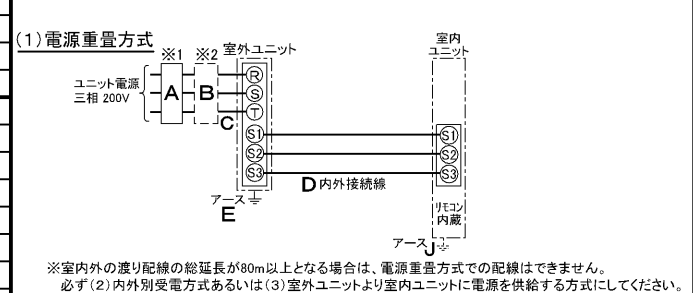 (1)電源重畳方式
※1
※2
室外ユニット
室内
ユニット
ユニット電源
三相 200V
A
B
C
R
S
T
S1
S2
S3
S1
S2
S3
D内外接続線
アース
E
リモコン
内蔵
アース J
※室内外の渡り配線の総延長が80m以上となる場合は、電源重畳方式での配線はできません。
必ず(2)内外別受電方式あるいは(3)室外ユニットより室内ユニットに電源を供給する方式にしてください。